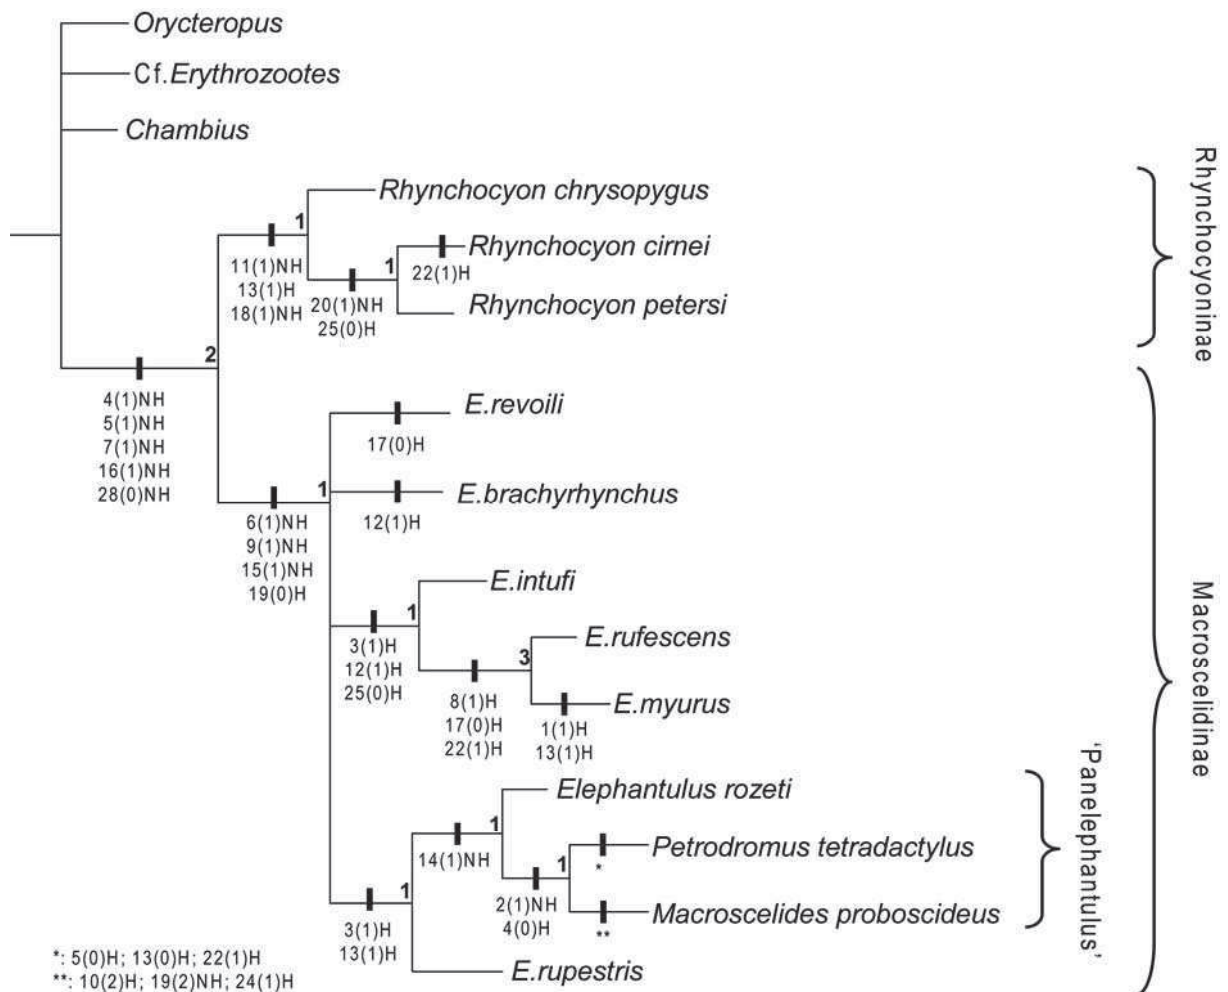 Orycteropus
Cf.Erythrozootes
Chambius
Rhynchocyon chrysopygus
1
11(1)NH
13(1)H
18(1)NH
Rhynchocyon cirnei
1
22(1)H
20(1)NH
25(0)H
Rhynchocyon petersi
Rhynchocyoninae
2
4(1)NH
5(1)NH
7(1)NH
16(1)NH
28(0)NH
E.revoili
17(0)H
1
6(1)NH
9(1)NH
15(1)NH
19(0)H
E.brachyrhynchus
12(1)H
E.intufi
1
3(1)H
12(1)H
25(0)H
E.rufescens
3
8(1)H
17(0)H
22(1)H
E.myurus
1(1)H
13(1)H
Macroscelidinae
Elephantulus rozeti
1
14(1)NH
Petrodromus tetradactylus
1
*
2(1)NH
4(0)H
Macroscelides proboscideus
**
'Panelephantulus'
1
3(1)H
13(1)H
E.rupestris
*: 5(0)H; 13(0)H; 22(1)H
**: 10(2)H; 19(2)NH; 24(1)H